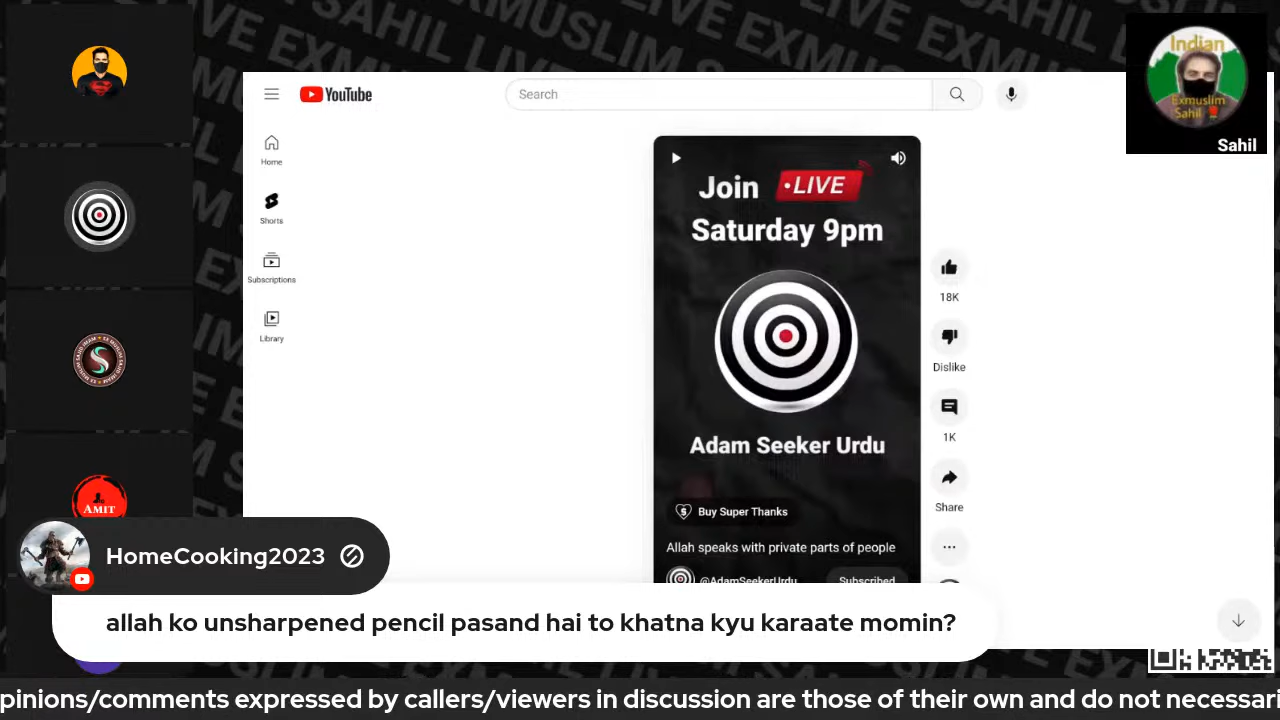 YouTube
Search
Home
Shorts
Subscriptions
Library
Indian
Exmuslim
Sahil
Sahil
Join LIVE
Saturday 9pm
Adam Seeker Urdu
Buy Super Thanks
Allah speaks with private parts of people
@AdamSeekerUrdu
Subscribed
18K
Dislike
1K
Share
AMIT
HomeCooking2023
allah ko unsharpened pencil pasand hai to khatna kyu karaate momin?
pinions/comments expressed by callers/viewers in discussion are those of their own and do not necessari